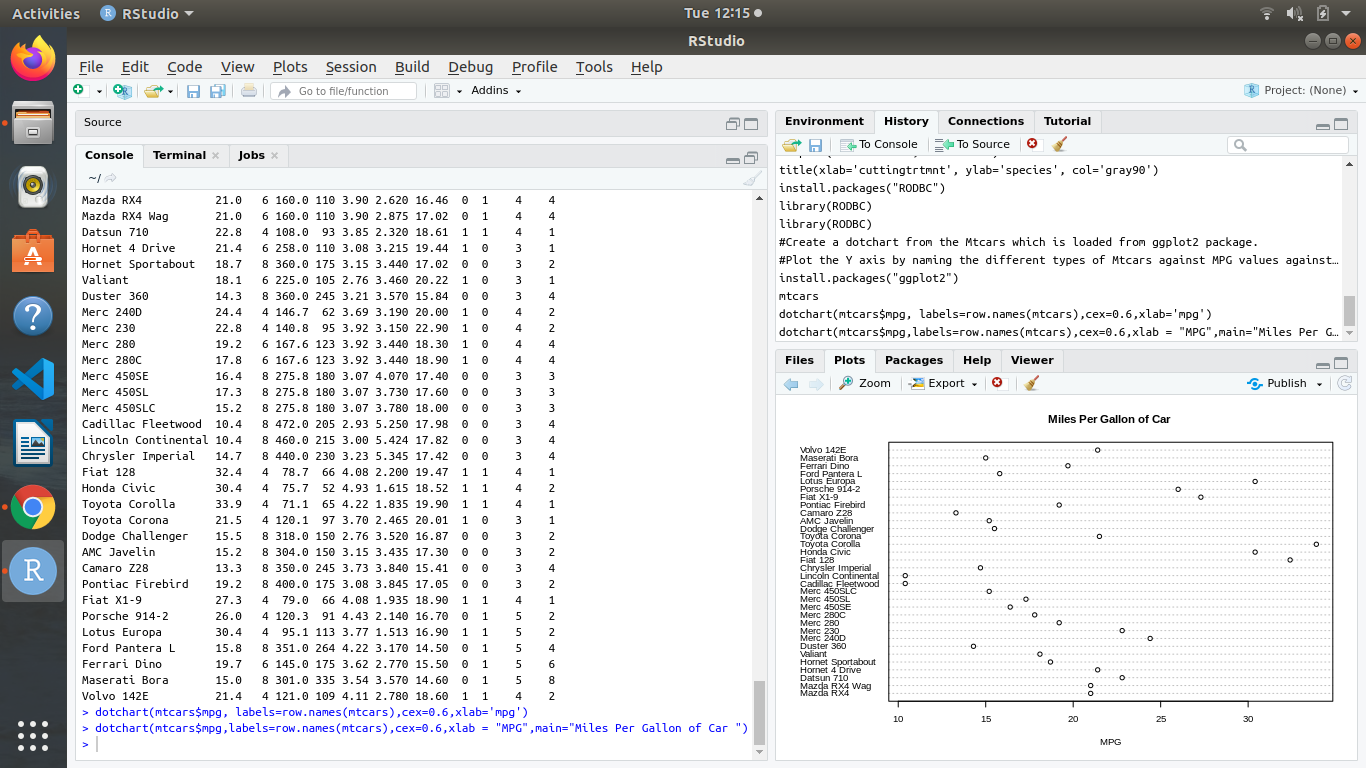 Activities RStudio Tue 12:15
RStudio
File Edit Code View Plots Session Build Debug Profile Tools Help
Go to file/function Addins Project: (None)
Source
Console Terminal Jobs
~/
Mazda RX4 21.0 6 160.0 110 3.90 2.620 16.46 0 1 4 4
Mazda RX4 Wag 21.0 6 160.0 110 3.90 2.875 17.02 0 1 4 4
Datsun 710 22.8 4 108.0 93 3.85 2.320 18.61 1 1 4 1
Hornet 4 Drive 21.4 6 258.0 110 3.08 3.215 19.44 1 0 3 1
Hornet Sportabout 18.7 8 360.0 175 3.15 3.440 17.02 0 0 3 2
Valiant 18.1 6 225.0 105 2.76 3.460 20.22 1 0 3 1
Duster 360 14.3 8 360.0 245 3.21 3.570 15.84 0 0 3 4
Merc 240D 24.4 4 146.7 62 3.69 3.190 20.00 1 0 4 2
Merc 230 22.8 4 140.8 95 3.92 3.150 22.90 1 0 4 2
Merc 280 19.2 6 167.6 123 3.92 3.440 18.30 1 0 4 4
Merc 280C 17.8 6 167.6 123 3.92 3.440 18.90 1 0 4 4
Merc 450SE 16.4 8 275.8 180 3.07 4.070 17.40 0 0 3 3
Merc 450SL 17.3 8 275.8 180 3.07 3.730 17.60 0 0 3 3
Merc 450SLC 15.2 8 275.8 180 3.07 3.780 18.00 0 0 3 3
Cadillac Fleetwood 10.4 8 472.0 205 2.93 5.250 17.98 0 0 3 4
Lincoln Continental 10.4 8 460.0 215 3.00 5.424 17.82 0 0 3 4
Chrysler Imperial 14.7 8 440.0 230 3.23 5.345 17.42 0 0 3 4
Fiat 128 32.4 4 78.7 66 4.08 2.200 19.47 1 1 4 1
Honda Civic 30.4 4 75.7 52 4.93 1.615 18.52 1 1 4 2
Toyota Corolla 33.9 4 71.1 65 4.22 1.835 19.90 1 1 4 1
Toyota Corona 21.5 4 120.1 97 3.70 2.465 20.01 1 0 3 1
Dodge Challenger 15.5 8 318.0 150 2.76 3.520 16.87 0 0 3 2
AMC Javelin 15.2 8 304.0 150 3.15 3.435 17.30 0 0 3 2
Camaro Z28 13.3 8 350.0 245 3.73 3.840 15.41 0 0 3 4
Pontiac Firebird 19.2 8 400.0 175 3.08 3.845 17.05 0 0 3 2
Fiat X1-9 27.3 4 79.0 66 4.08 1.935 18.90 1 1 4 1
Porsche 914-2 26.0 4 120.3 91 4.43 2.140 16.70 0 1 5 2
Lotus Europa 30.4 4 95.1 113 3.77 1.513 16.90 1 1 5 2
Ford Pantera L 15.8 8 351.0 264 4.22 3.170 14.50 0 1 5 4
Ferrari Dino 19.7 6 145.0 175 3.62 2.770 15.50 0 1 5 6
Maserati Bora 15.0 8 301.0 335 3.54 3.570 14.60 0 1 5 8
Volvo 142E 21.4 4 121.0 109 4.11 2.780 18.60 1 1 4 2
> dotchart(mtcars$mpg, labels=row.names(mtcars),cex=0.6,xlab='mpg')
> dotchart(mtcars$mpg,labels=row.names(mtcars),cex=0.6,xlab = "MPG",main="Miles Per Gallon of Car ")
>
Environment History Connections Tutorial
To Console To Source
title(xlab='cuttingtrtmnt', ylab='species', col='gray90')
install.packages("RODBC")
library(RODBC)
library(RODBC)
#Create a dotchart from the Mtcars which is loaded from ggplot2 package.
#Plot the Y axis by naming the different types of Mtcars against MPG values against…
install.packages("ggplot2")
mtcars
dotchart(mtcars$mpg, labels=row.names(mtcars),cex=0.6,xlab='mpg')
dotchart(mtcars$mpg,labels=row.names(mtcars),cex=0.6,xlab = "MPG",main="Miles Per G…
Files Plots Packages Help Viewer
Zoom Export Publish
Miles Per Gallon of Car
Volvo 142E
Maserati Bora
Ferrari Dino
Ford Pantera L
Lotus Europa
Porsche 914-2
Fiat X1-9
Pontiac Firebird
Camaro Z28
AMC Javelin
Dodge Challenger
Toyota Corona
Toyota Corolla
Honda Civic
Fiat 128
Chrysler Imperial
Lincoln Continental
Cadillac Fleetwood
Merc 450SLC
Merc 450SL
Merc 450SE
Merc 280C
Merc 280
Merc 230
Merc 240D
Duster 360
Valiant
Hornet Sportabout
Hornet 4 Drive
Datsun 710
Mazda RX4 Wag
Mazda RX4
10 15 20 25 30
MPG